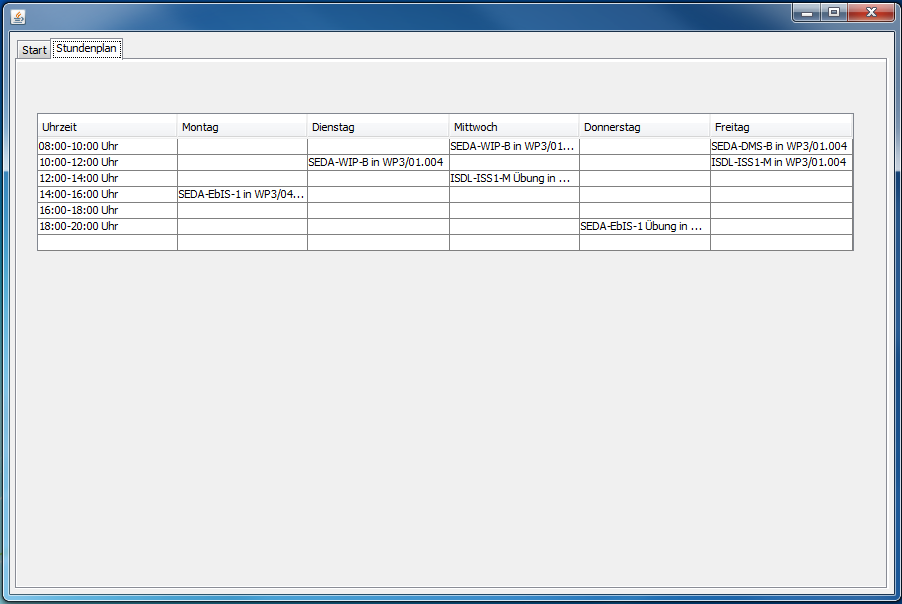 Start Stundenplan
Uhrzeit Montag Dienstag Mittwoch Donnerstag Freitag
08:00-10:00 Uhr SEDA-WIP-B in WP3/01... SEDA-DMS-B in WP3/01.004
10:00-12:00 Uhr SEDA-WIP-B in WP3/01.004 ISDL-ISS1-M in WP3/01.004
12:00-14:00 Uhr ISDL-ISS1-M Übung in ...
14:00-16:00 Uhr SEDA-EbIS-1 in WP3/04...
16:00-18:00 Uhr
18:00-20:00 Uhr SEDA-EbIS-1 Übung in ...